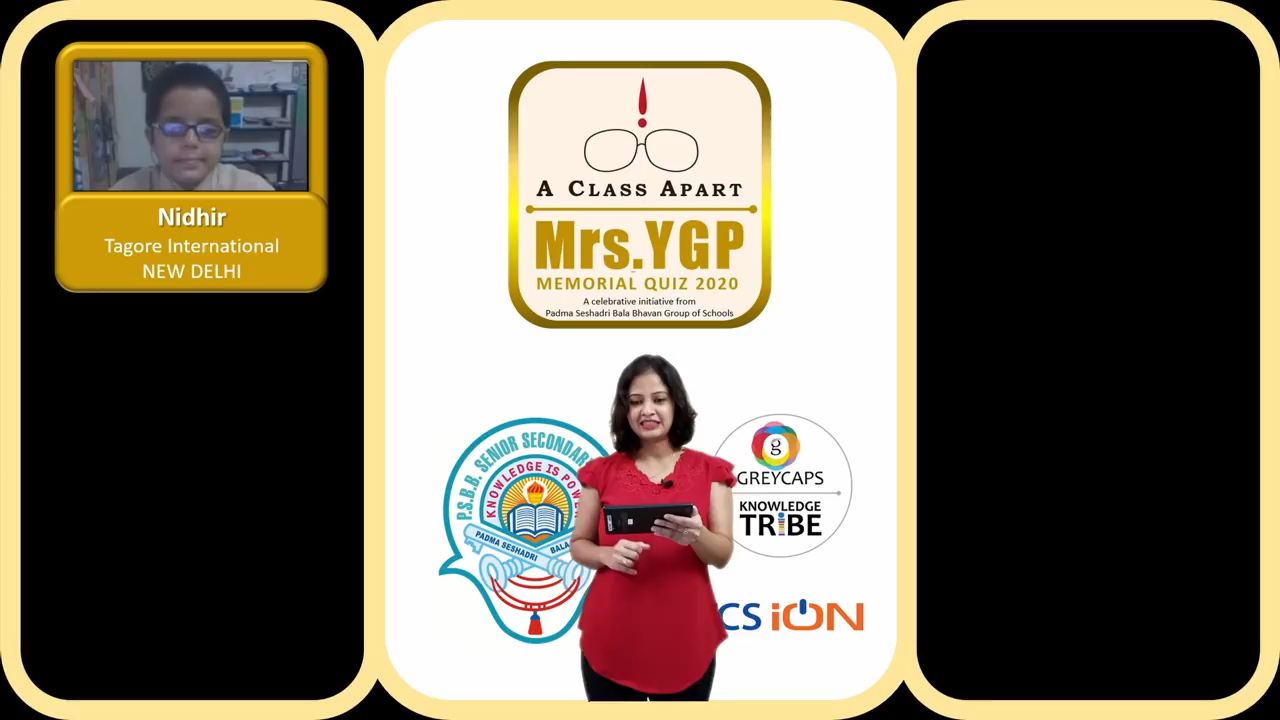 Nidhir
Tagore International
NEW DELHI
A CLASS APART
Mrs.YGP
MEMORIAL QUIZ 2020
A celebrative initiative from
Padma Seshadri Bala Bhavan Group of Schools
P.S.B.B. SENIOR SECONDAR
KNOWLEDGE IS POWE
PADMA SESHADRI BALA
g
GREYCAPS
KNOWLEDGE
TRIBE
CS iON